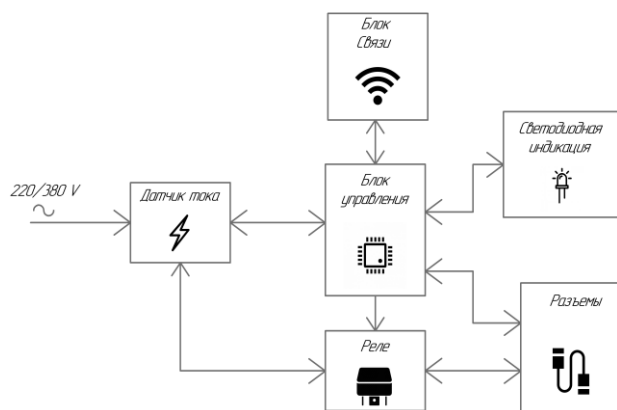 Блок
Связи
Светодиодная
индикация
220/380 V
Датчик тока
Блок
управления
Разъемы
Реле